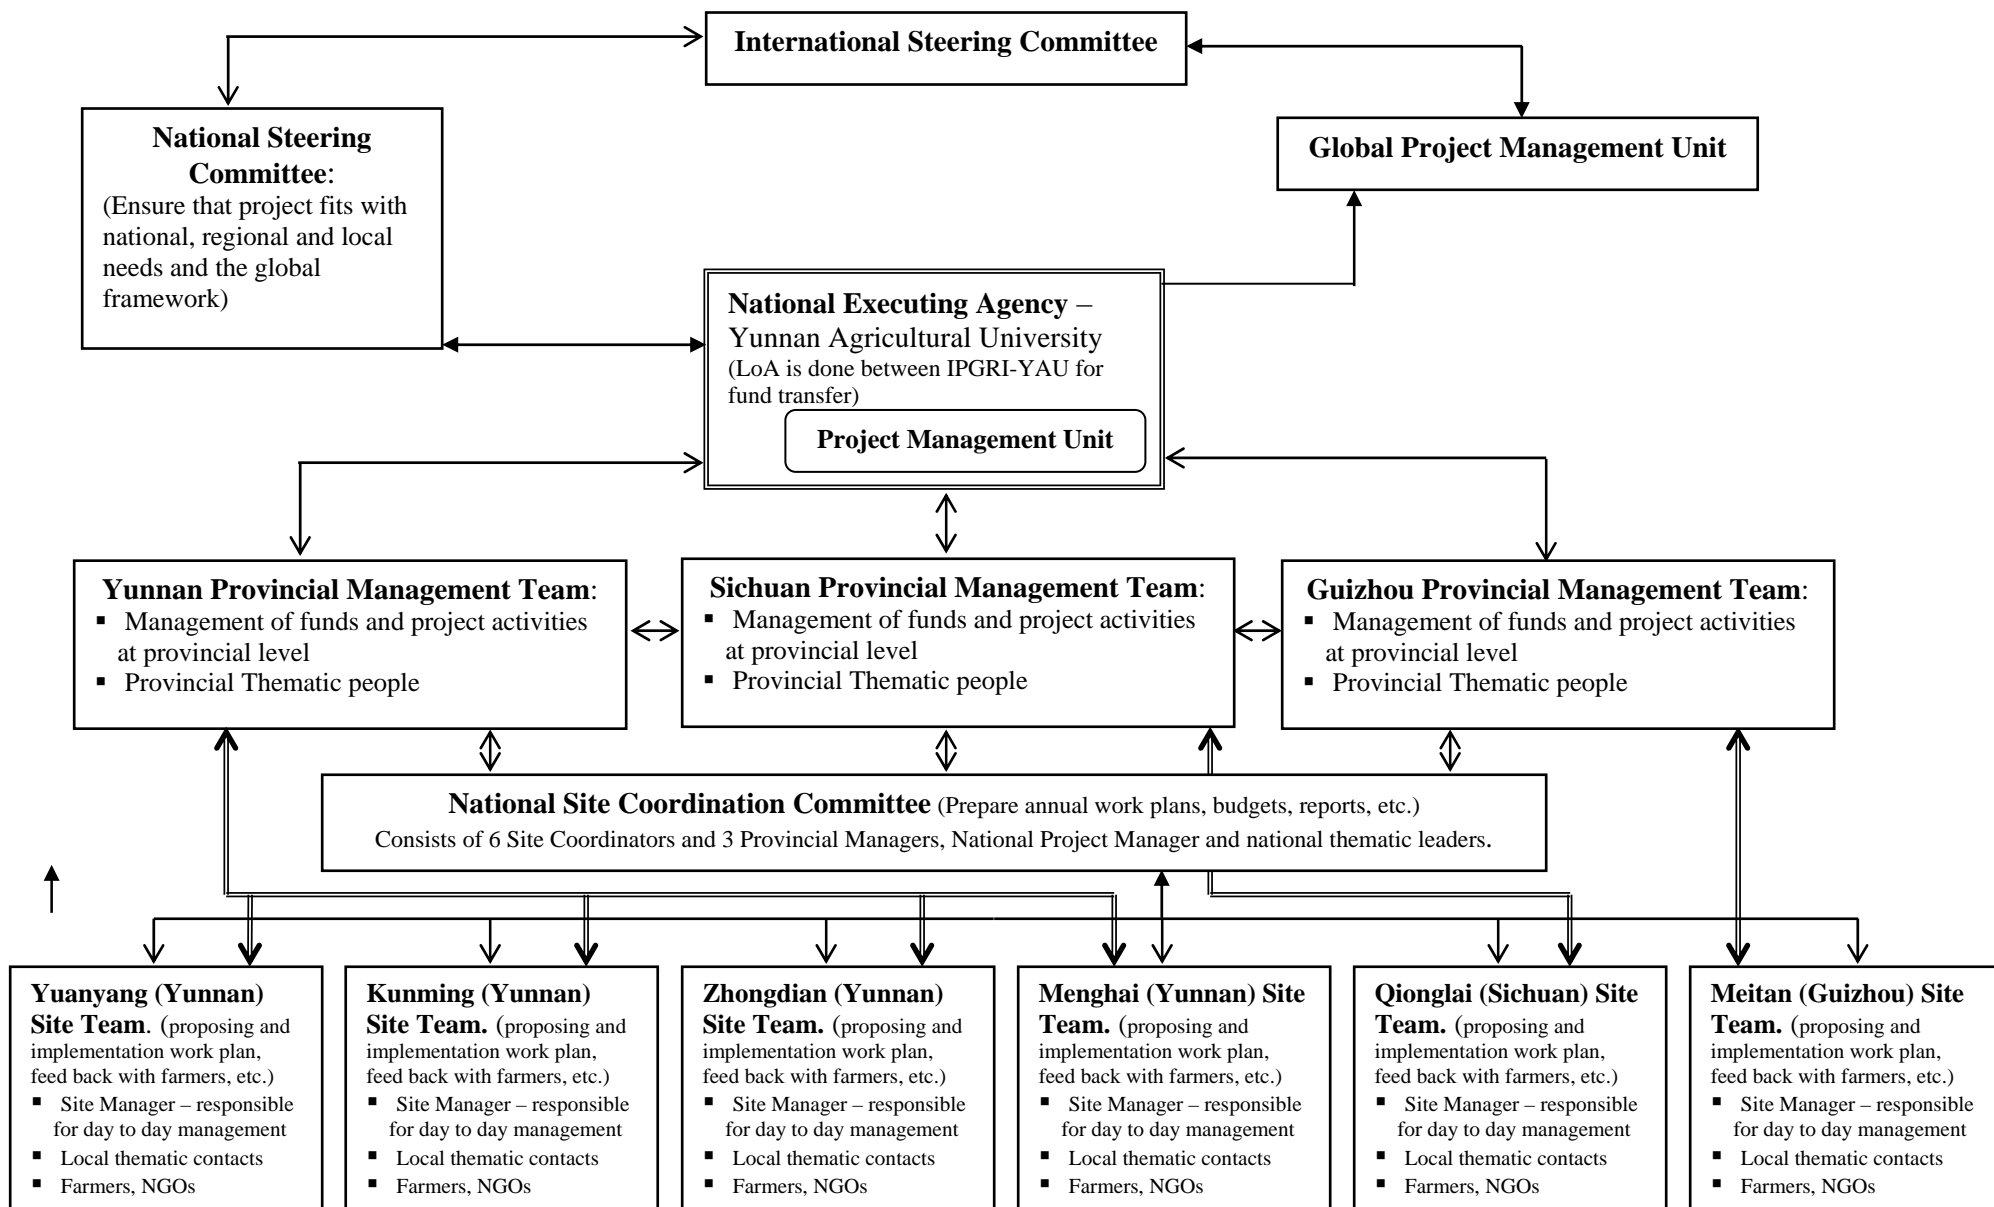 International Steering Committee
National Steering
Committee:
(Ensure that project fits with
national, regional and local
needs and the global
framework)
Global Project Management Unit
National Executing Agency –
Yunnan Agricultural University
(LoA is done between IPGRI-YAU for
fund transfer)
Project Management Unit
Yunnan Provincial Management Team:
▪ Management of funds and project activities
at provincial level
▪ Provincial Thematic people
Sichuan Provincial Management Team:
▪ Management of funds and project activities
at provincial level
▪ Provincial Thematic people
Guizhou Provincial Management Team:
▪ Management of funds and project activities
at provincial level
▪ Provincial Thematic people
National Site Coordination Committee (Prepare annual work plans, budgets, reports, etc.)
Consists of 6 Site Coordinators and 3 Provincial Managers, National Project Manager and national thematic leaders.
Yuanyang (Yunnan)
Site Team. (proposing and
implementation work plan,
feed back with farmers, etc.)
▪ Site Manager – responsible
for day to day management
▪ Local thematic contacts
▪ Farmers, NGOs
Kunming (Yunnan)
Site Team. (proposing and
implementation work plan,
feed back with farmers, etc.)
▪ Site Manager – responsible
for day to day management
▪ Local thematic contacts
▪ Farmers, NGOs
Zhongdian (Yunnan)
Site Team. (proposing and
implementation work plan,
feed back with farmers, etc.)
▪ Site Manager – responsible
for day to day management
▪ Local thematic contacts
▪ Farmers, NGOs
Menghai (Yunnan) Site
Team. (proposing and
implementation work plan,
feed back with farmers, etc.)
▪ Site Manager – responsible
for day to day management
▪ Local thematic contacts
▪ Farmers, NGOs
Qionglai (Sichuan) Site
Team. (proposing and
implementation work plan,
feed back with farmers, etc.)
▪ Site Manager – responsible
for day to day management
▪ Local thematic contacts
▪ Farmers, NGOs
Meitan (Guizhou) Site
Team. (proposing and
implementation work plan,
feed back with farmers, etc.)
▪ Site Manager – responsible
for day to day management
▪ Local thematic contacts
▪ Farmers, NGOs